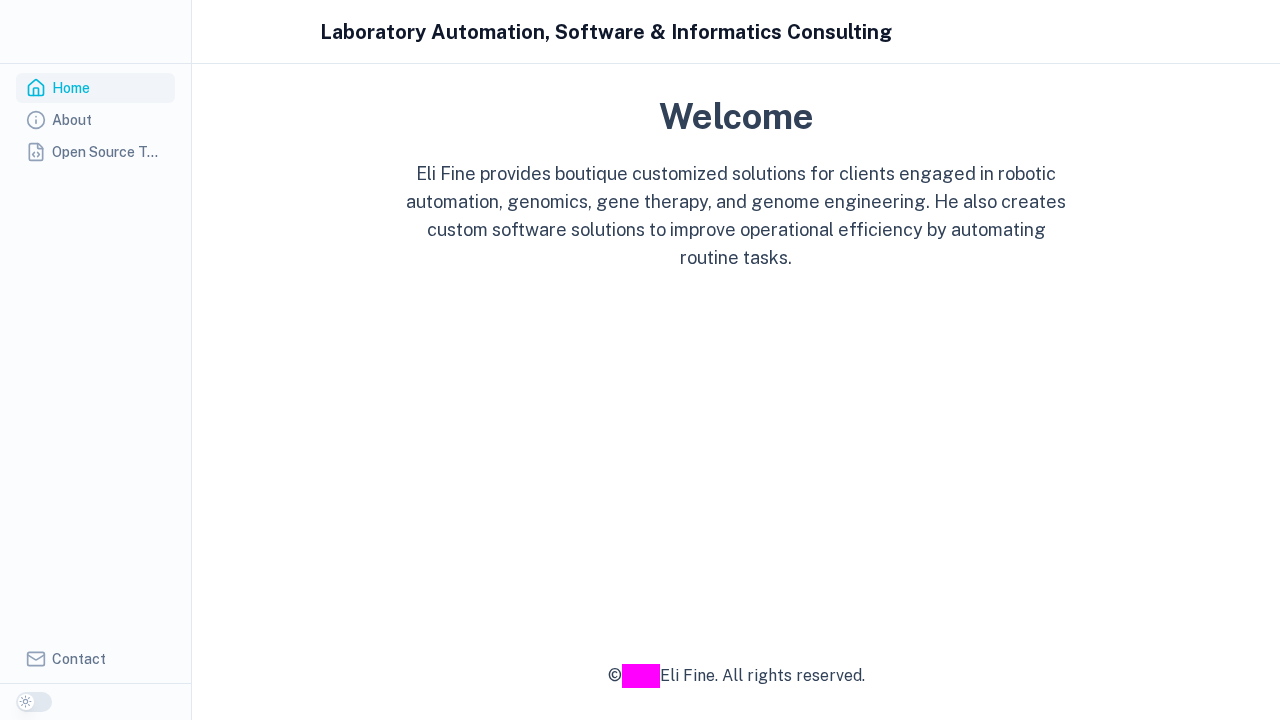 Laboratory Automation, Software & Informatics Consulting
Home
About
Open Source T...
Welcome
Eli Fine provides boutique customized solutions for clients engaged in robotic
automation, genomics, gene therapy, and genome engineering. He also creates
custom software solutions to improve operational efficiency by automating
routine tasks.
Contact
© Eli Fine. All rights reserved.